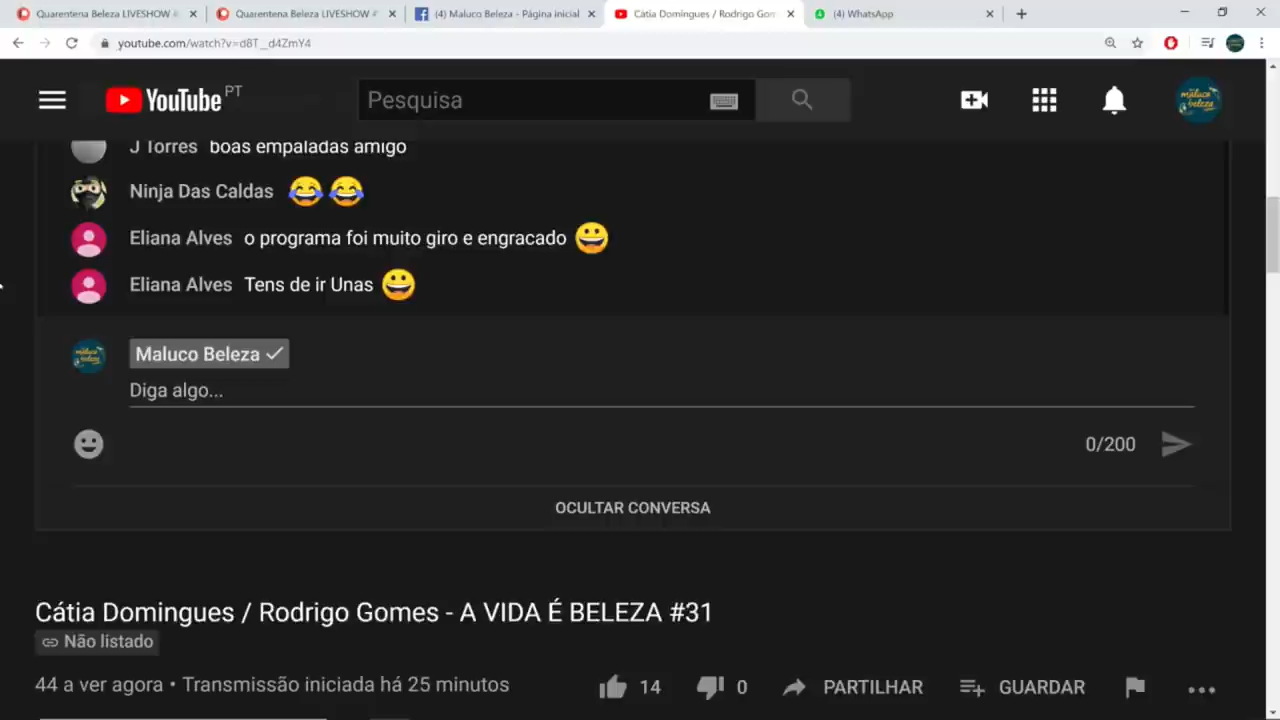 Quarentena Beleza LIVESHOW
Quarentena Beleza LIVESHOW
(4) Maluco Beleza - Página inicial
Cátia Domingues / Rodrigo Gom
(4) WhatsApp
youtube.com/watch?v=d8T__d4ZmY4
YouTube PT
Pesquisa
maluco beleza
J Torres boas empaladas amigo
Ninja Das Caldas 😂😂
Eliana Alves o programa foi muito giro e engracado 😀
Eliana Alves Tens de ir Unas 😀
Maluco Beleza ✓
Diga algo...
0/200
OCULTAR CONVERSA
Cátia Domingues / Rodrigo Gomes - A VIDA É BELEZA #31
Não listado
44 a ver agora • Transmissão iniciada há 25 minutos
14
0
PARTILHAR
GUARDAR